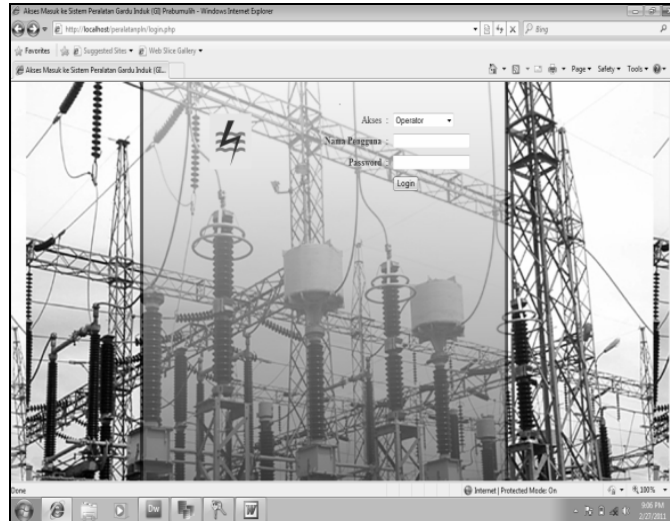 Akses Masuk ke Sistem Peralatan Gardu Induk (GI) Prabumulih - Windows Internet Explorer
http://localhost/peralatanpln/login.php
Bing
Favorites Suggested Sites Web Slice Gallery
Akses Masuk ke Sistem Peralatan Gardu Induk (GI)...
Page Safety Tools
Akses : Operator
Nama Pengguna :
Password :
Login
Done
Internet | Protected Mode: On
100%
Dw
W
9:06 PM
2/27/2011